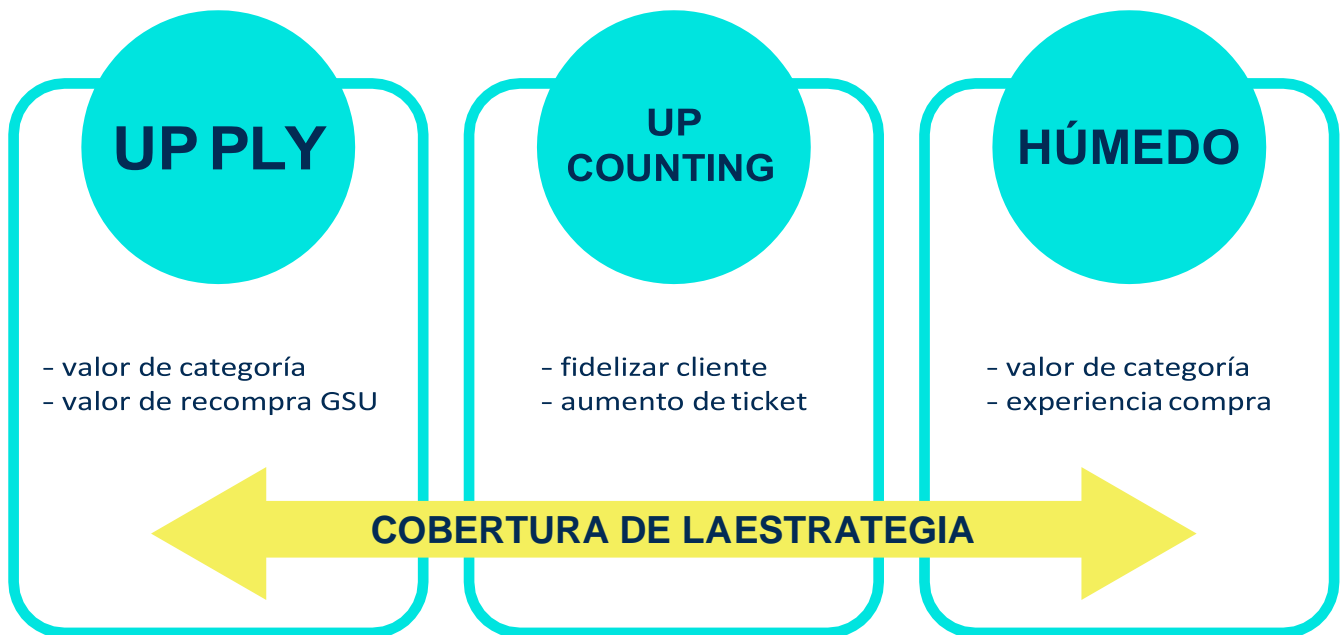 UP PLY
- valor de categoría
- valor de recompra GSU
UP
COUNTING
- fidelizar cliente
- aumento de ticket
HÚMEDO
- valor de categoría
- experiencia compra
COBERTURA DE LAESTRATEGIA